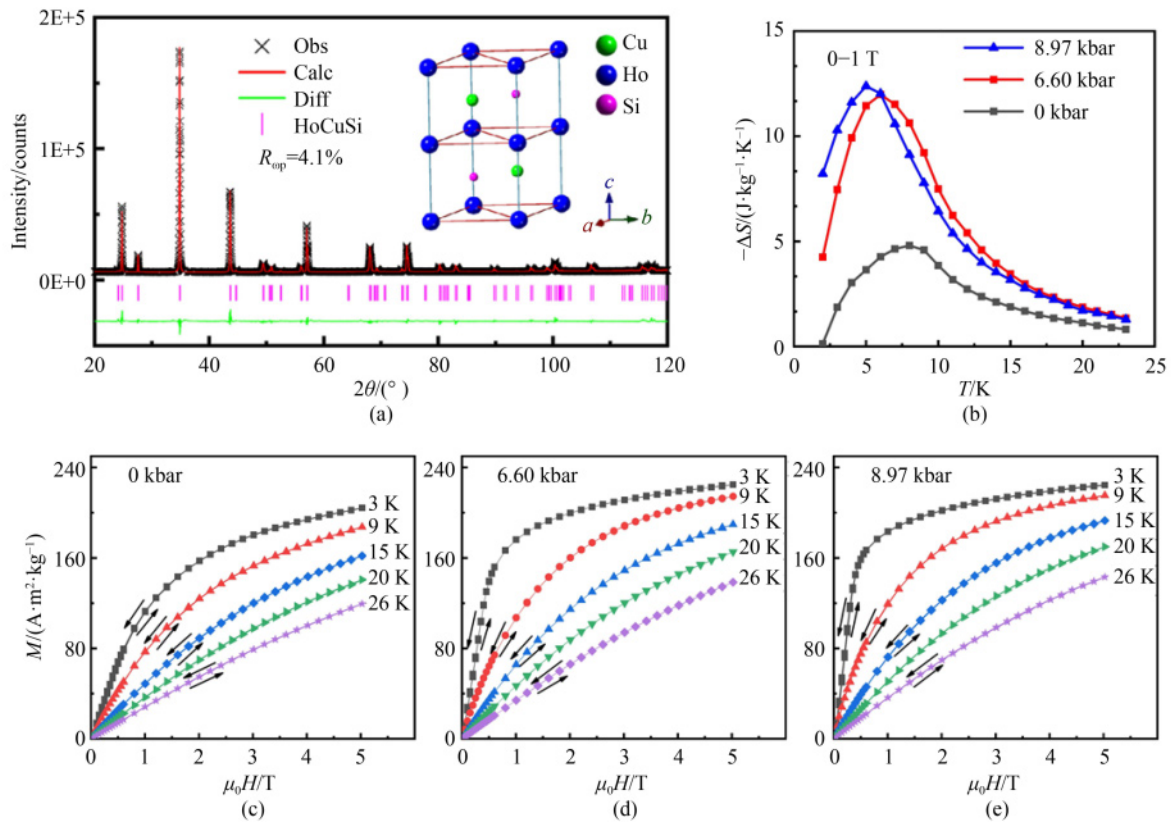 2E+5
1E+5
0E+0
Intensity/counts
Obs
Calc
Diff
HoCuSi
Rωp=4.1%
Cu
Ho
Si
c
a
b
20 40 60 80 100 120
2θ/(°)
(a)
15
10
5
0
−ΔS/(J·kg⁻¹·K⁻¹)
0−1 T
8.97 kbar
6.60 kbar
0 kbar
0 5 10 15 20 25
T/K
(b)
240
160
80
0
M/(A·m²·kg⁻¹)
0 kbar
3 K
9 K
15 K
20 K
26 K
0 1 2 3 4 5 6
μ₀H/T
(c)
240
160
80
0
6.60 kbar
3 K
9 K
15 K
20 K
26 K
0 1 2 3 4 5 6
μ₀H/T
(d)
240
160
80
0
8.97 kbar
3 K
9 K
15 K
20 K
26 K
0 1 2 3 4 5 6
μ₀H/T
(e)